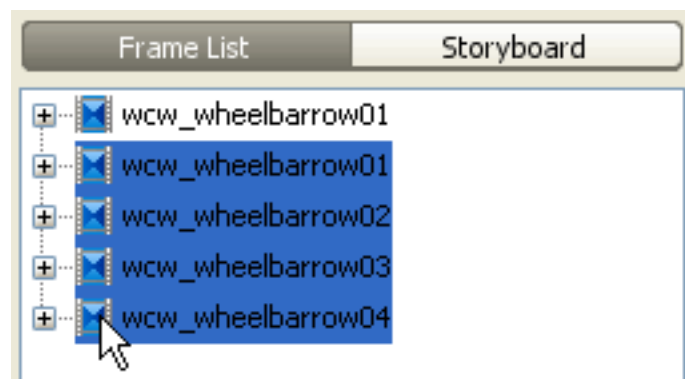 Frame List Storyboard
wcw_wheelbarrow01
wcw_wheelbarrow01
wcw_wheelbarrow02
wcw_wheelbarrow03
wcw_wheelbarrow04